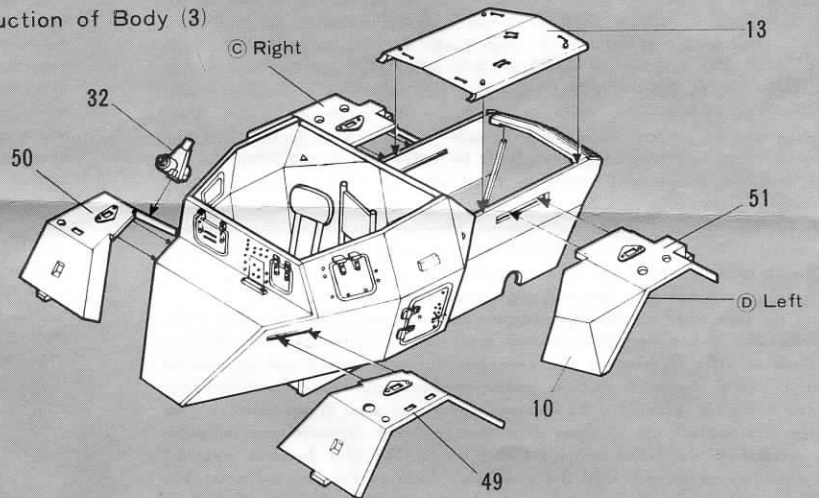 uction of Body (3)
13
Ⓒ Right
32
50
51
Ⓓ Left
10
49